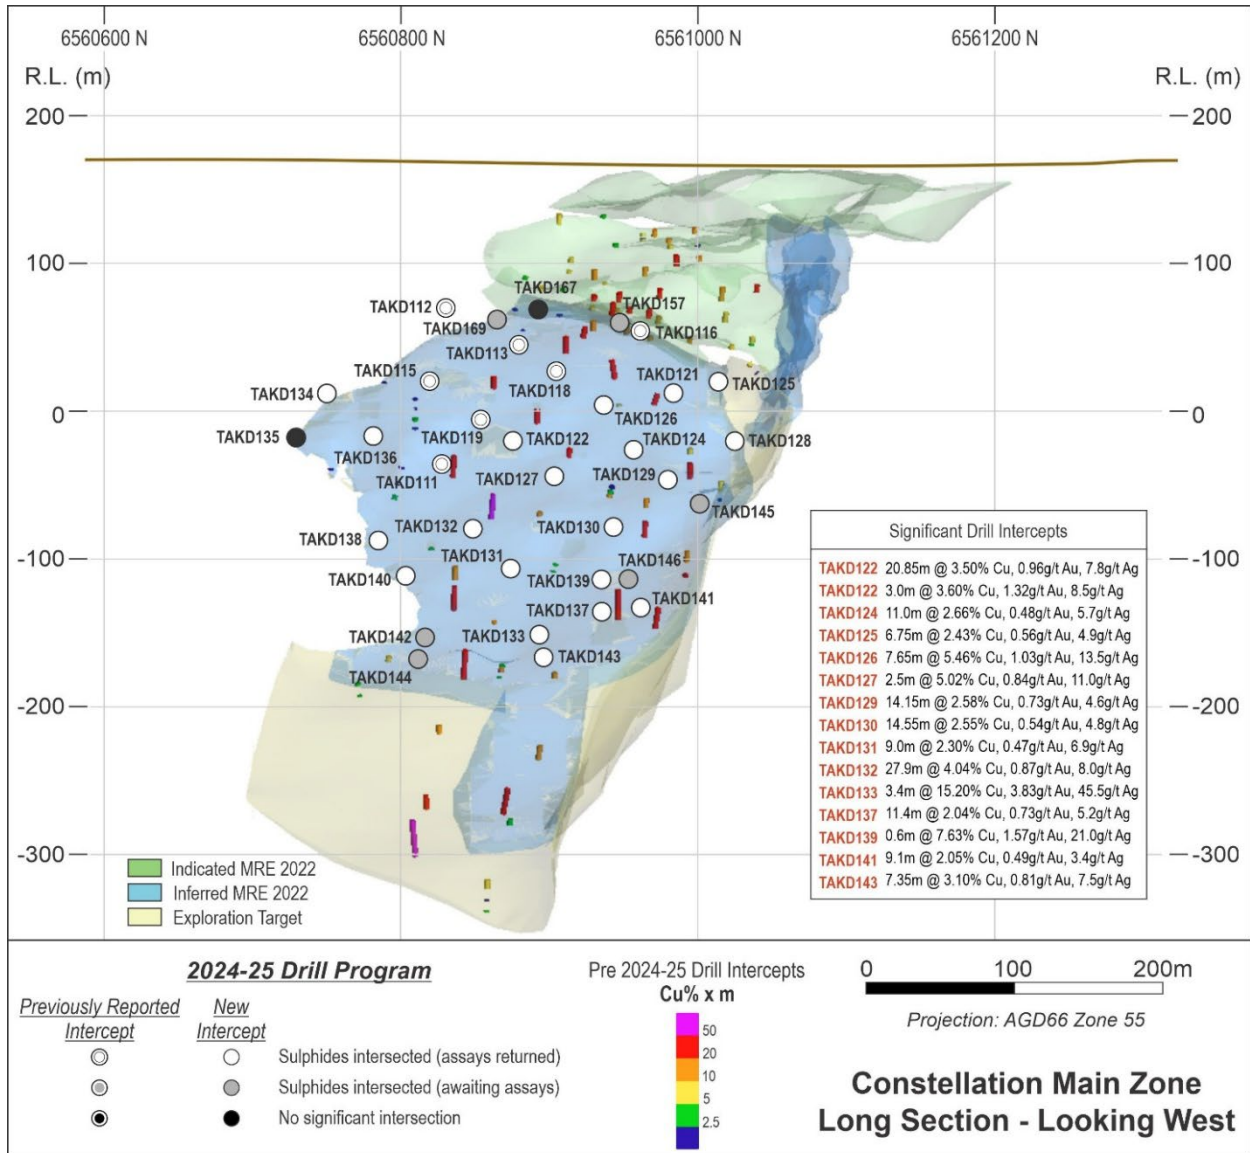 6560600 N
6560800 N
6561000 N
6561200 N
R.L. (m)
R.L. (m)
200
200
100
100
TAKD167
TAKD112
TAKD157
TAKD169
TAKD116
TAKD113
TAKD115
TAKD118
TAKD121
TAKD125
TAKD134
0
0
TAKD126
TAKD135
TAKD119
TAKD122
TAKD124
TAKD128
TAKD136
TAKD111
TAKD127
TAKD129
TAKD145
TAKD132
TAKD130
TAKD138
TAKD131
TAKD146
-100
-100
TAKD140
TAKD139
TAKD141
TAKD137
TAKD142
TAKD133
TAKD143
TAKD144
-200
-200
-300
-300
Significant Drill Intercepts
TAKD122 20.85m @ 3.50% Cu, 0.96g/t Au, 7.8g/t Ag
TAKD122 3.0m @ 3.60% Cu, 1.32g/t Au, 8.5g/t Ag
TAKD124 11.0m @ 2.66% Cu, 0.48g/t Au, 5.7g/t Ag
TAKD125 6.75m @ 2.43% Cu, 0.56g/t Au, 4.9g/t Ag
TAKD126 7.65m @ 5.46% Cu, 1.03g/t Au, 13.5g/t Ag
TAKD127 2.5m @ 5.02% Cu, 0.84g/t Au, 11.0g/t Ag
TAKD129 14.15m @ 2.58% Cu, 0.73g/t Au, 4.6g/t Ag
TAKD130 14.55m @ 2.55% Cu, 0.54g/t Au, 4.8g/t Ag
TAKD131 9.0m @ 2.30% Cu, 0.47g/t Au, 6.9g/t Ag
TAKD132 27.9m @ 4.04% Cu, 0.87g/t Au, 8.0g/t Ag
TAKD133 3.4m @ 15.20% Cu, 3.83g/t Au, 45.5g/t Ag
TAKD137 11.4m @ 2.04% Cu, 0.73g/t Au, 5.2g/t Ag
TAKD139 0.6m @ 7.63% Cu, 1.57g/t Au, 21.0g/t Ag
TAKD141 9.1m @ 2.05% Cu, 0.49g/t Au, 3.4g/t Ag
TAKD143 7.35m @ 3.10% Cu, 0.81g/t Au, 7.5g/t Ag
Indicated MRE 2022
Inferred MRE 2022
Exploration Target
2024-25 Drill Program
Previously Reported Intercept
New Intercept
Sulphides intersected (assays returned)
Sulphides intersected (awaiting assays)
No significant intersection
Pre 2024-25 Drill Intercepts
Cu% x m
50
20
10
5
2.5
0 100 200m
Projection: AGD66 Zone 55
Constellation Main Zone
Long Section - Looking West